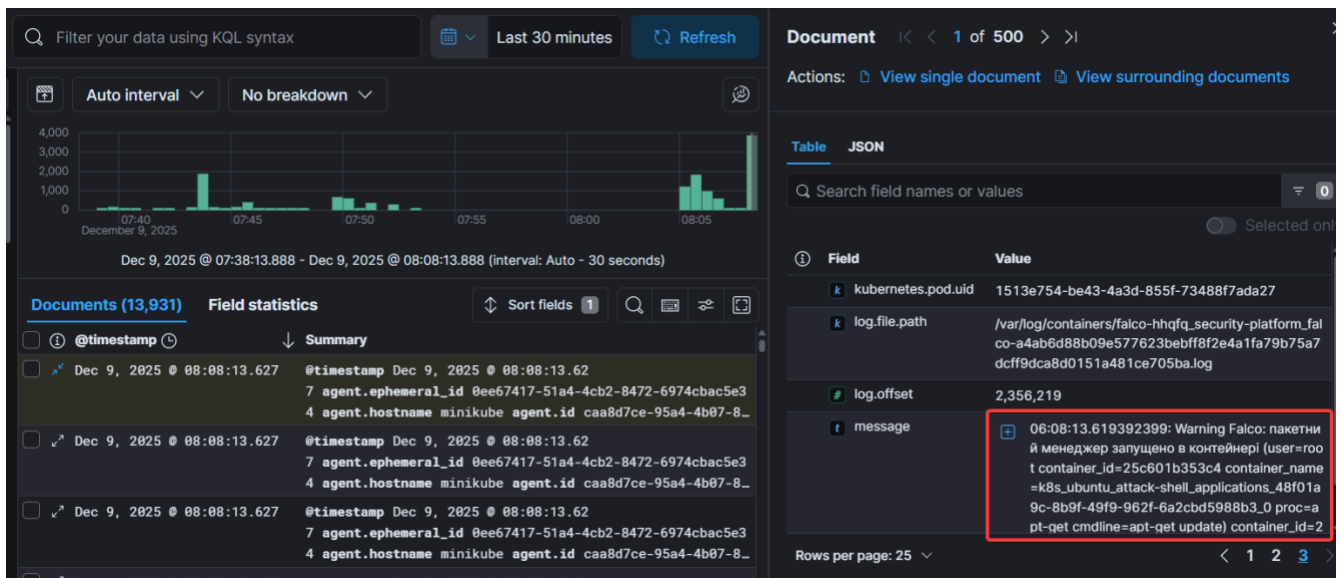 Filter your data using KQL syntax
Last 30 minutes
Refresh
Auto interval
No breakdown
4,000
3,000
2,000
1,000
0
07:40
07:45
07:50
07:55
08:00
08:05
December 9, 2025
Dec 9, 2025 @ 07:38:13.888 - Dec 9, 2025 @ 08:08:13.888 (interval: Auto - 30 seconds)
Documents (13,931)
Field statistics
Sort fields 1
@timestamp
Summary
Dec 9, 2025 @ 08:08:13.627
@timestamp Dec 9, 2025 @ 08:08:13.62
7 agent.ephemeral_id 0ee67417-51a4-4cb2-8472-6974cbac5e3
4 agent.hostname minikube agent.id caa8d7ce-95a4-4b07-8…
Dec 9, 2025 @ 08:08:13.627
@timestamp Dec 9, 2025 @ 08:08:13.62
7 agent.ephemeral_id 0ee67417-51a4-4cb2-8472-6974cbac5e3
4 agent.hostname minikube agent.id caa8d7ce-95a4-4b07-8…
Dec 9, 2025 @ 08:08:13.627
@timestamp Dec 9, 2025 @ 08:08:13.62
7 agent.ephemeral_id 0ee67417-51a4-4cb2-8472-6974cbac5e3
4 agent.hostname minikube agent.id caa8d7ce-95a4-4b07-8…
Document
1 of 500
Actions:
View single document
View surrounding documents
Table
JSON
Search field names or values
0
Selected only
Field
Value
k kubernetes.pod.uid
1513e754-be43-4a3d-855f-73488f7ada27
k log.file.path
/var/log/containers/falco-hhqfq_security-platform_fal
co-a4ab6d88b09e577623bebff8f2e4a1fa79b75a7
dcff9dca8d0151a481ce705ba.log
# log.offset
2,356,219
t message
06:08:13.619392399: Warning Falco: пакетни
й менеджер запущено в контейнері (user=roo
t container_id=25c601b353c4 container_name
=k8s_ubuntu_attack-shell_applications_48f01a
9c-8b9f-49f9-962f-6a2cbd5988b3_0 proc=a
pt-get cmdline=apt-get update) container_id=2
Rows per page: 25
1 2 3